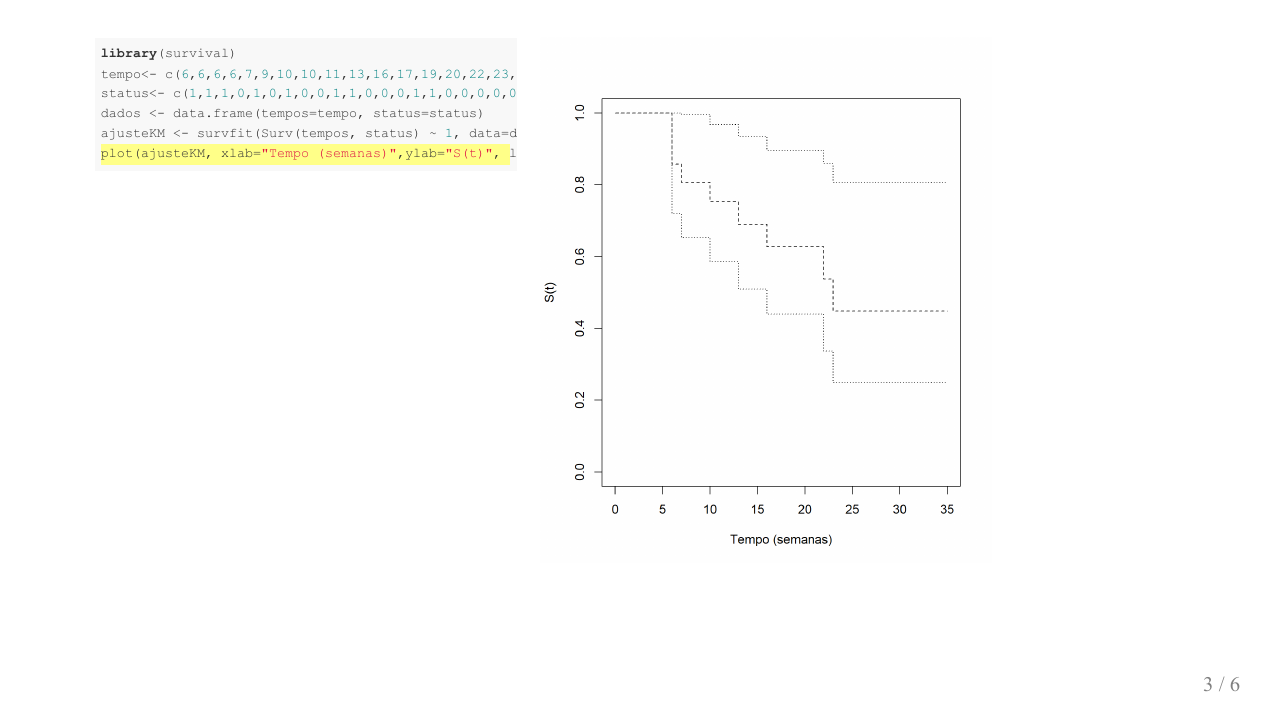 library(survival)
tempo<- c(6,6,6,6,7,9,10,10,11,13,16,17,19,20,22,23,
status<- c(1,1,1,0,1,0,1,0,0,1,1,0,0,0,1,1,0,0,0,0,0
dados <- data.frame(tempos=tempo, status=status)
ajusteKM <- survfit(Surv(tempos, status) ~ 1, data=d
plot(ajusteKM, xlab="Tempo (semanas)",ylab="S(t)", l
1.0
0.8
0.6
0.4
0.2
0.0
S(t)
0 5 10 15 20 25 30 35
Tempo (semanas)
3 / 6